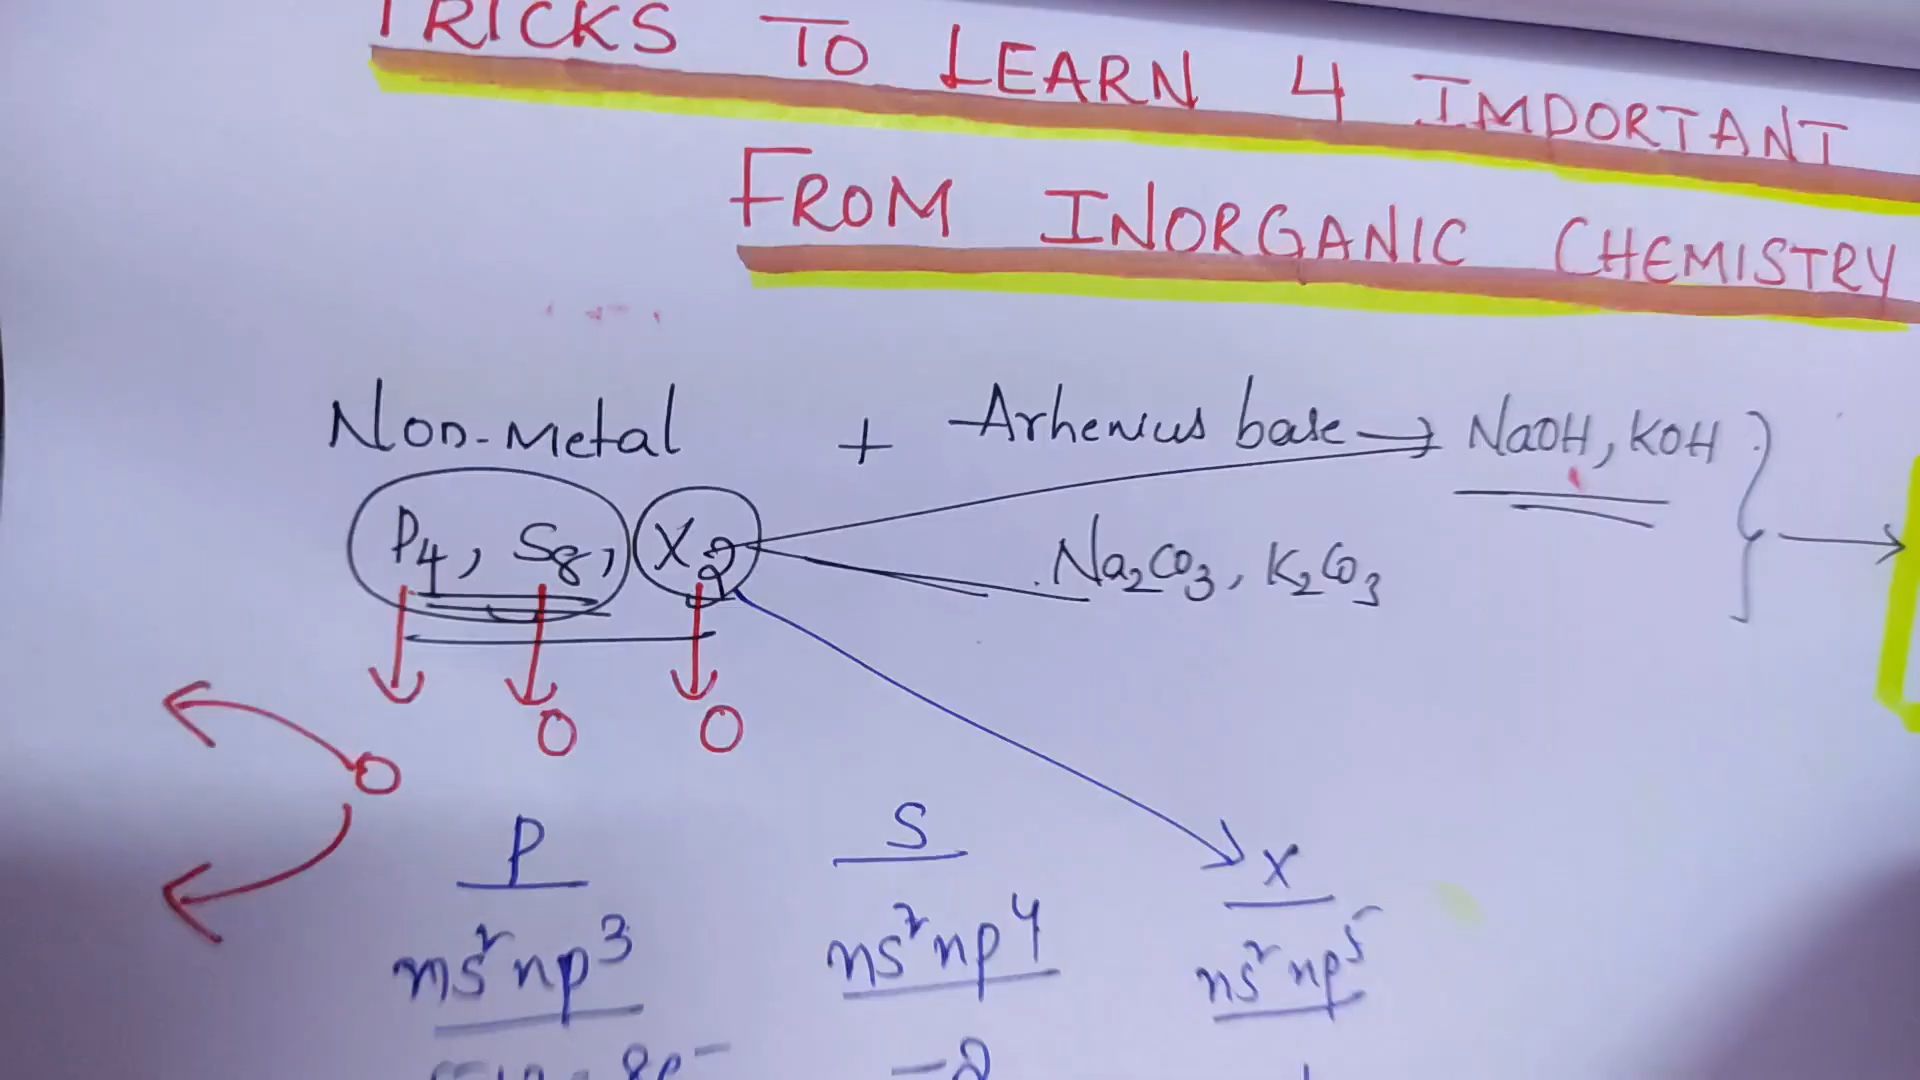 TRICKS TO LEARN 4 IMPORTANT
FROM INORGANIC CHEMISTRY
Non-Metal + Arhenius base → NaOH, KOH
P4, S8, X2 Na2CO3, K2CO3
O O
O
P S X
ns²np³ ns²np⁴ ns²np⁵
-2